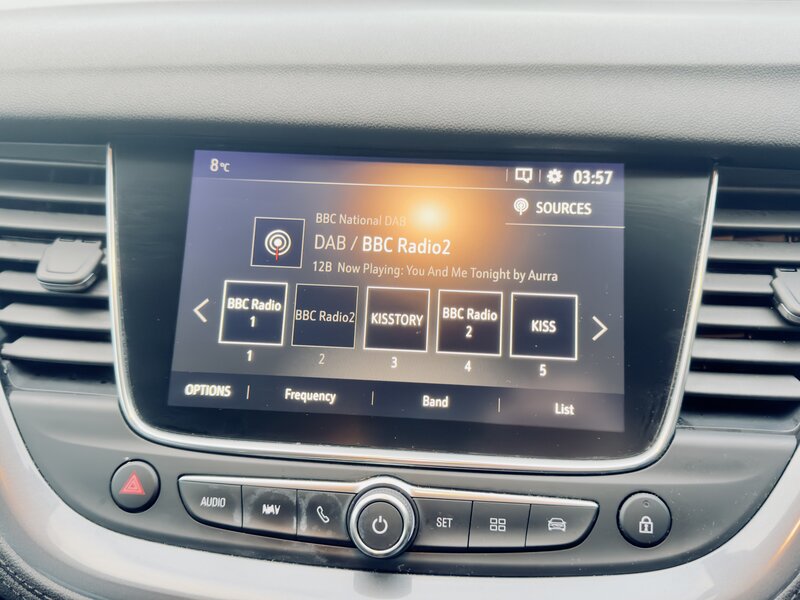 8°C
03:57
SOURCES
BBC National DAB
DAB / BBC Radio2
12B Now Playing: You And Me Tonight by Aurra
BBC Radio
1
BBC Radio2
KISSTORY
BBC Radio
2
KISS
1 2 3 4 5
OPTIONS Frequency Band List
AUDIO NAV SET